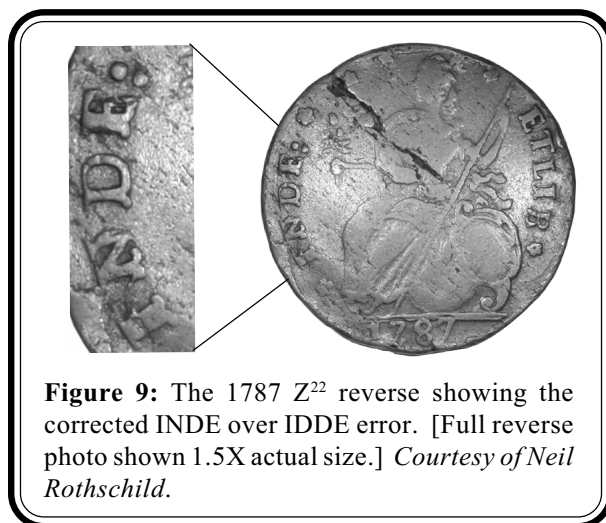 INDE:
INDE:
ETLIB
1787
Figure 9: The 1787 Z²² reverse showing the
corrected INDE over IDDE error. [Full reverse
photo shown 1.5X actual size.] Courtesy of Neil
Rothschild.